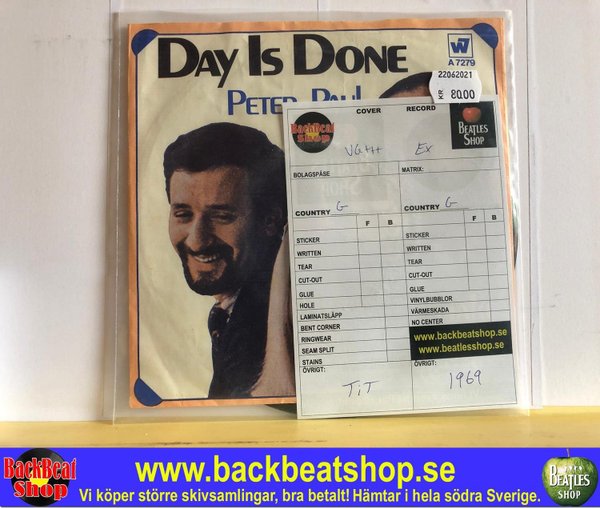 DAY IS DONE
W7
A 7279
22062021
KR 80.00
PETER, PAUL
COVER RECORD
BACKBEAT SHOP
BEATLES SHOP
VG+++ EX
BOLAGSPÅSE MATRIX:
COUNTRY G COUNTRY G
F B F B
STICKER STICKER
WRITTEN WRITTEN
TEAR TEAR
CUT-OUT CUT-OUT
GLUE GLUE
HOLE VINYLBUBBLOR
LAMINATSLÄPP VÄRMESKADA
BENT CORNER NO CENTER
RINGWEAR www.backbeatshop.se
SEAM SPLIT www.beatlesshop.se
STAINS
ÖVRIGT: ÖVRIGT:
TiT 1969
BACKBEAT SHOP
www.backbeatshop.se
Vi köper större skivsamlingar, bra betalt! Hämtar i hela södra Sverige.
BEATLES SHOP